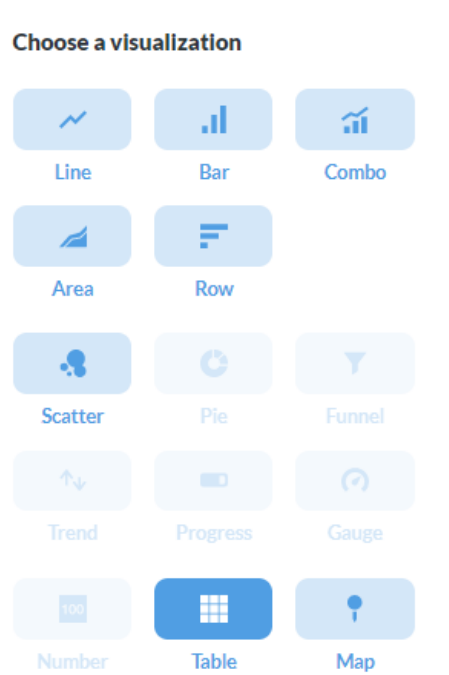 Choose a visualization
Line Bar Combo
Area Row
Scatter Pie Funnel
Trend Progress Gauge
100
Number Table Map